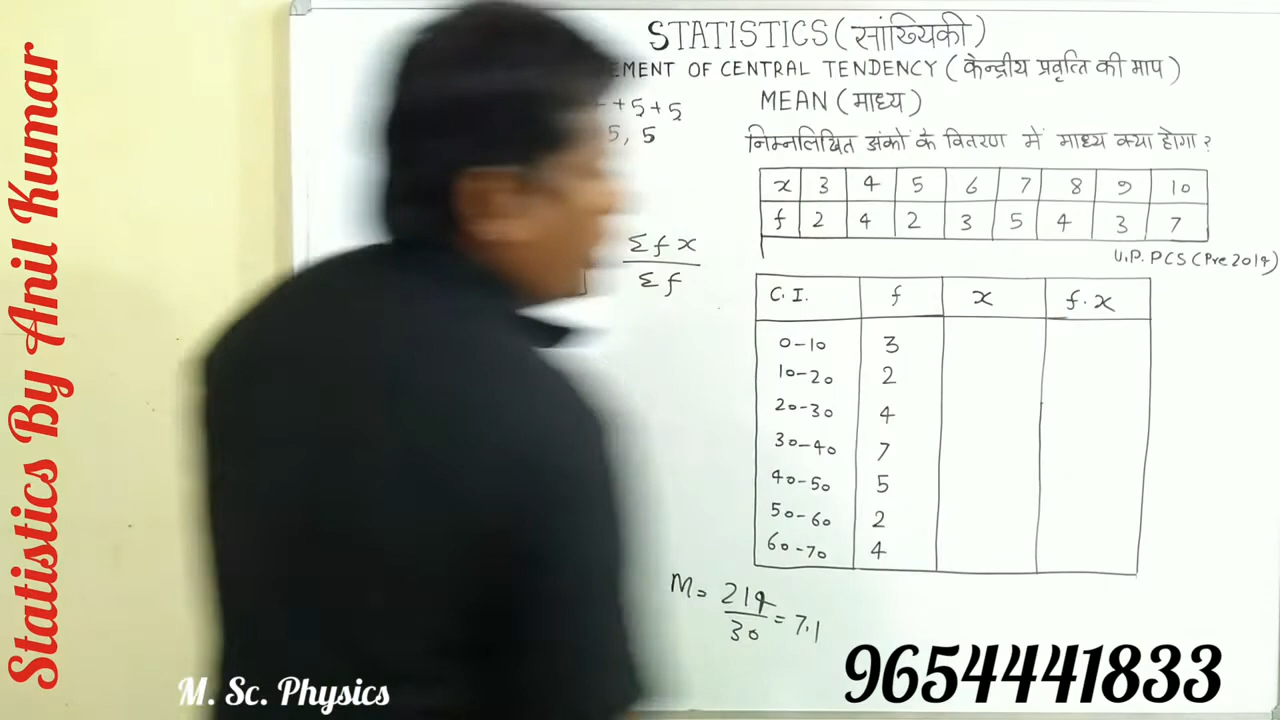 Statistics By Anil Kumar
STATISTICS (सांख्यिकी)
EMENT OF CENTRAL TENDENCY (केन्द्रीय प्रवृत्ति की माप)
+5+5
5, 5
MEAN (माध्य)
निम्नलिखित अंकों के वितरण में माध्य क्या होगा ?
x 3 4 5 6 7 8 9 10
f 2 4 2 3 5 4 3 7
U.P. PCS (Pre 2014)
Σ f x
Σ f
C. I. f x f. x
0-10 3
10-20 2
20-30 4
30-40 7
40-50 5
50-60 2
60-70 4
M = 214
30 = 7.1
9654441833
M. Sc. Physics